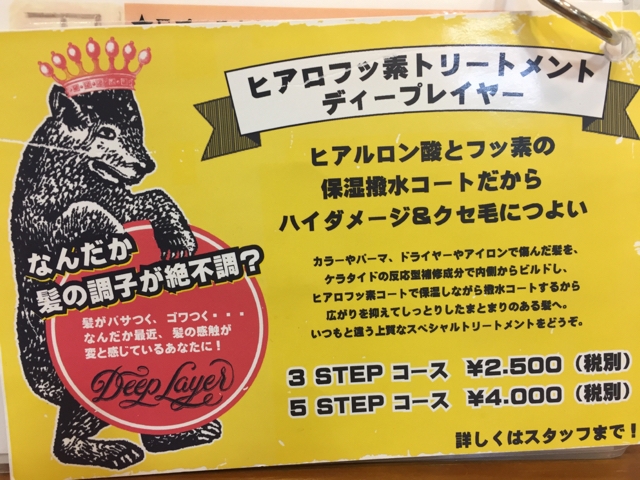 ヒアロフッ素トリートメント
ディープレイヤー
ヒアルロン酸とフッ素の
保湿撥水コートだから
ハイダメージ&クセ毛につよい
なんだか
髪の調子が絶不調?
髪がパサつく、ゴワつく・・・
なんだか最近、髪の感触が
変と感じているあなたに!
Deep Layer
カラーやパーマ、ドライヤーやアイロンで傷んだ髪を、
ケラタイドの反応型補修成分で内側からビルドし、
ヒアロフッ素コートで保湿しながら撥水コートするから
広がりを抑えてしっとりしたまとまりのある髪へ。
いつもと違う上質なスペシャルトリートメントをどうぞ。
3 STEP コース ¥2.500(税別)
5 STEP コース ¥4.000(税別)
詳しくはスタッフまで!